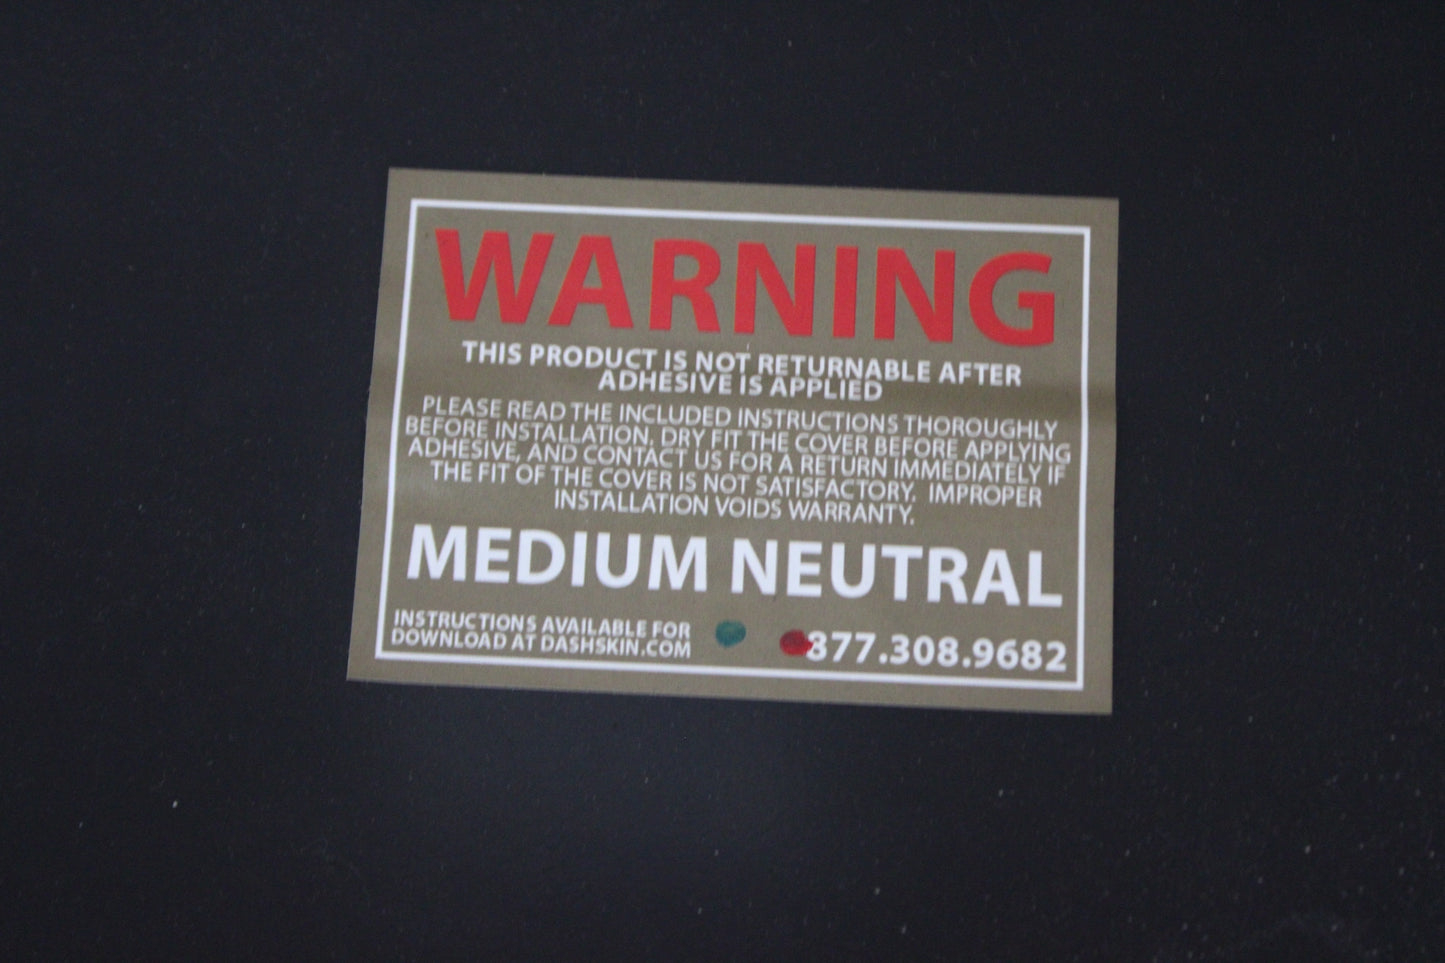 WARNING
THIS PRODUCT IS NOT RETURNABLE AFTER
ADHESIVE IS APPLIED
PLEASE READ THE INCLUDED INSTRUCTIONS THOROUGHLY
BEFORE INSTALLATION. DRY FIT THE COVER BEFORE APPLYING
ADHESIVE, AND CONTACT US FOR A RETURN IMMEDIATELY IF
THE FIT OF THE COVER IS NOT SATISFACTORY. IMPROPER
INSTALLATION VOIDS WARRANTY.
MEDIUM NEUTRAL
INSTRUCTIONS AVAILABLE FOR
DOWNLOAD AT DASHSKIN.COM
877.308.9682